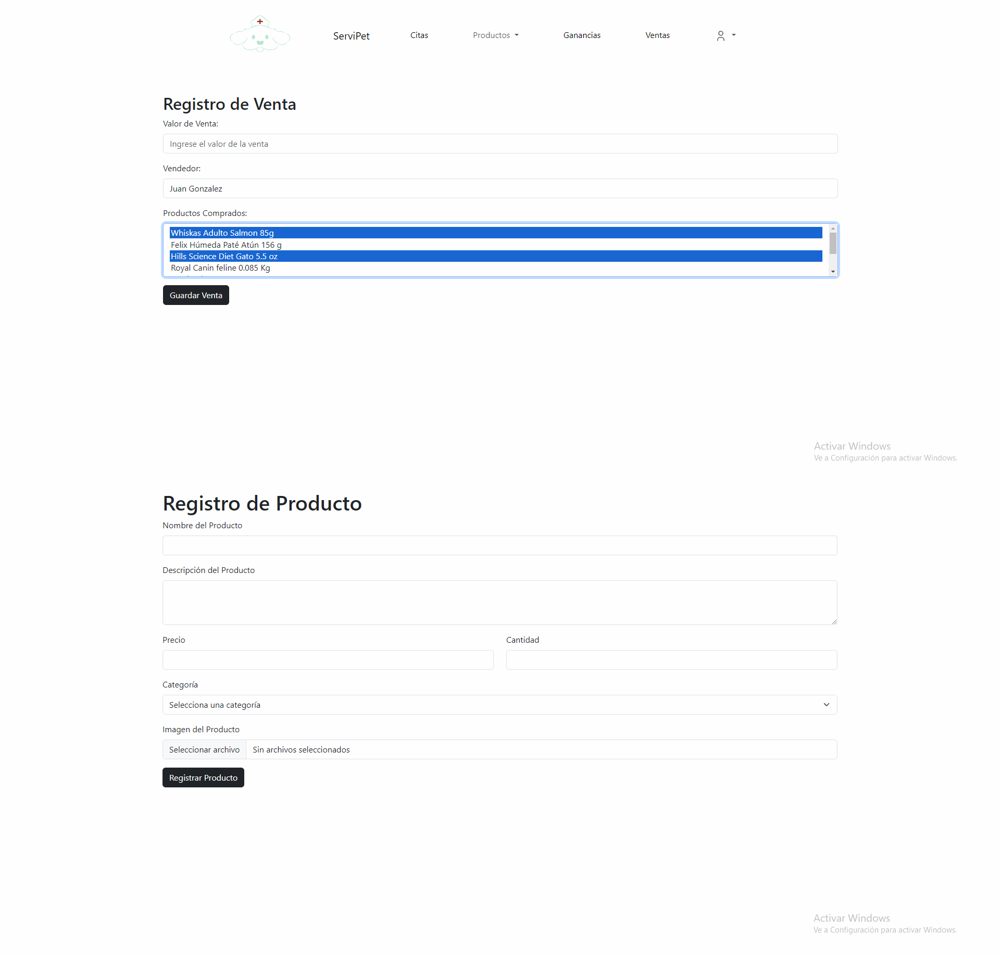 ServiPet Citas Productos Ganancias Ventas
Registro de Venta
Valor de Venta:
Ingrese el valor de la venta
Vendedor:
Juan Gonzalez
Productos Comprados:
Whiskas Adulto Salmon 85g
Felix Húmeda Paté Atún 156 g
Hills Science Diet Gato 5.5 oz
Royal Canin feline 0.085 Kg
Guardar Venta
Activar Windows
Ve a Configuración para activar Windows.
Registro de Producto
Nombre del Producto
Descripción del Producto
Precio Cantidad
Categoría
Selecciona una categoría
Imagen del Producto
Seleccionar archivo Sin archivos seleccionados
Registrar Producto
Activar Windows
Ve a Configuración para activar Windows.